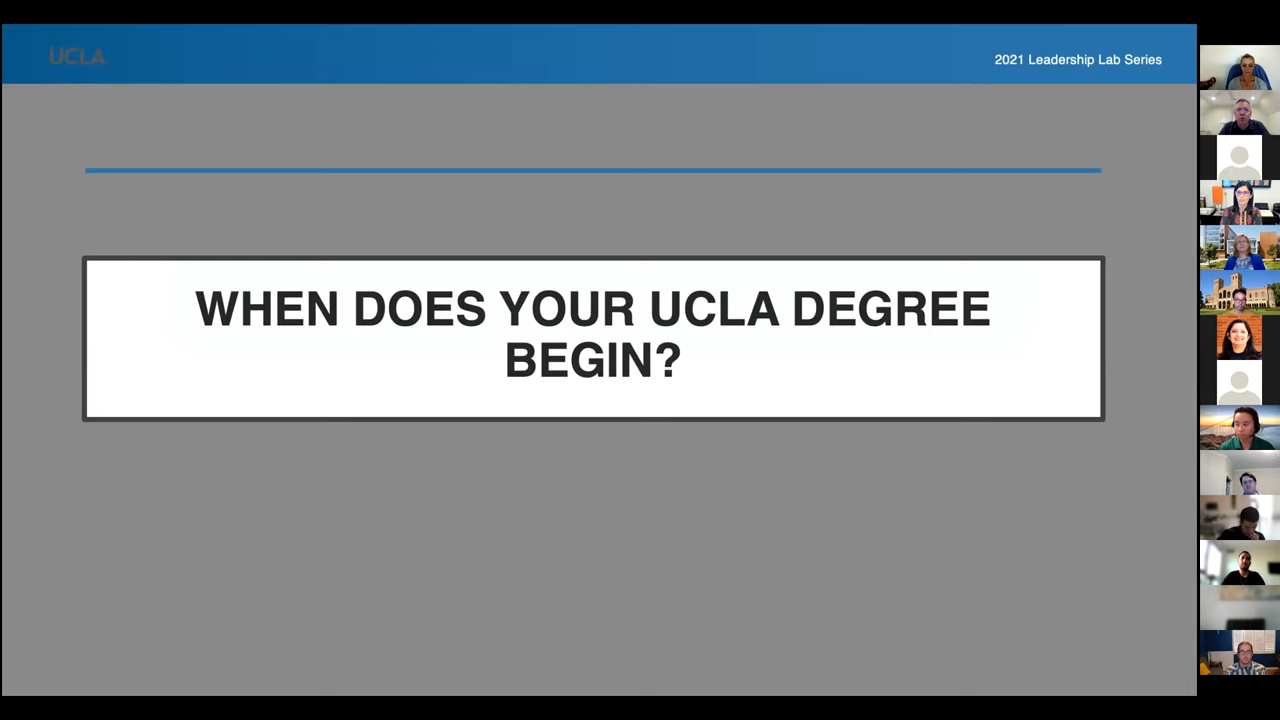 UCLA
2021 Leadership Lab Series
WHEN DOES YOUR UCLA DEGREE
BEGIN?